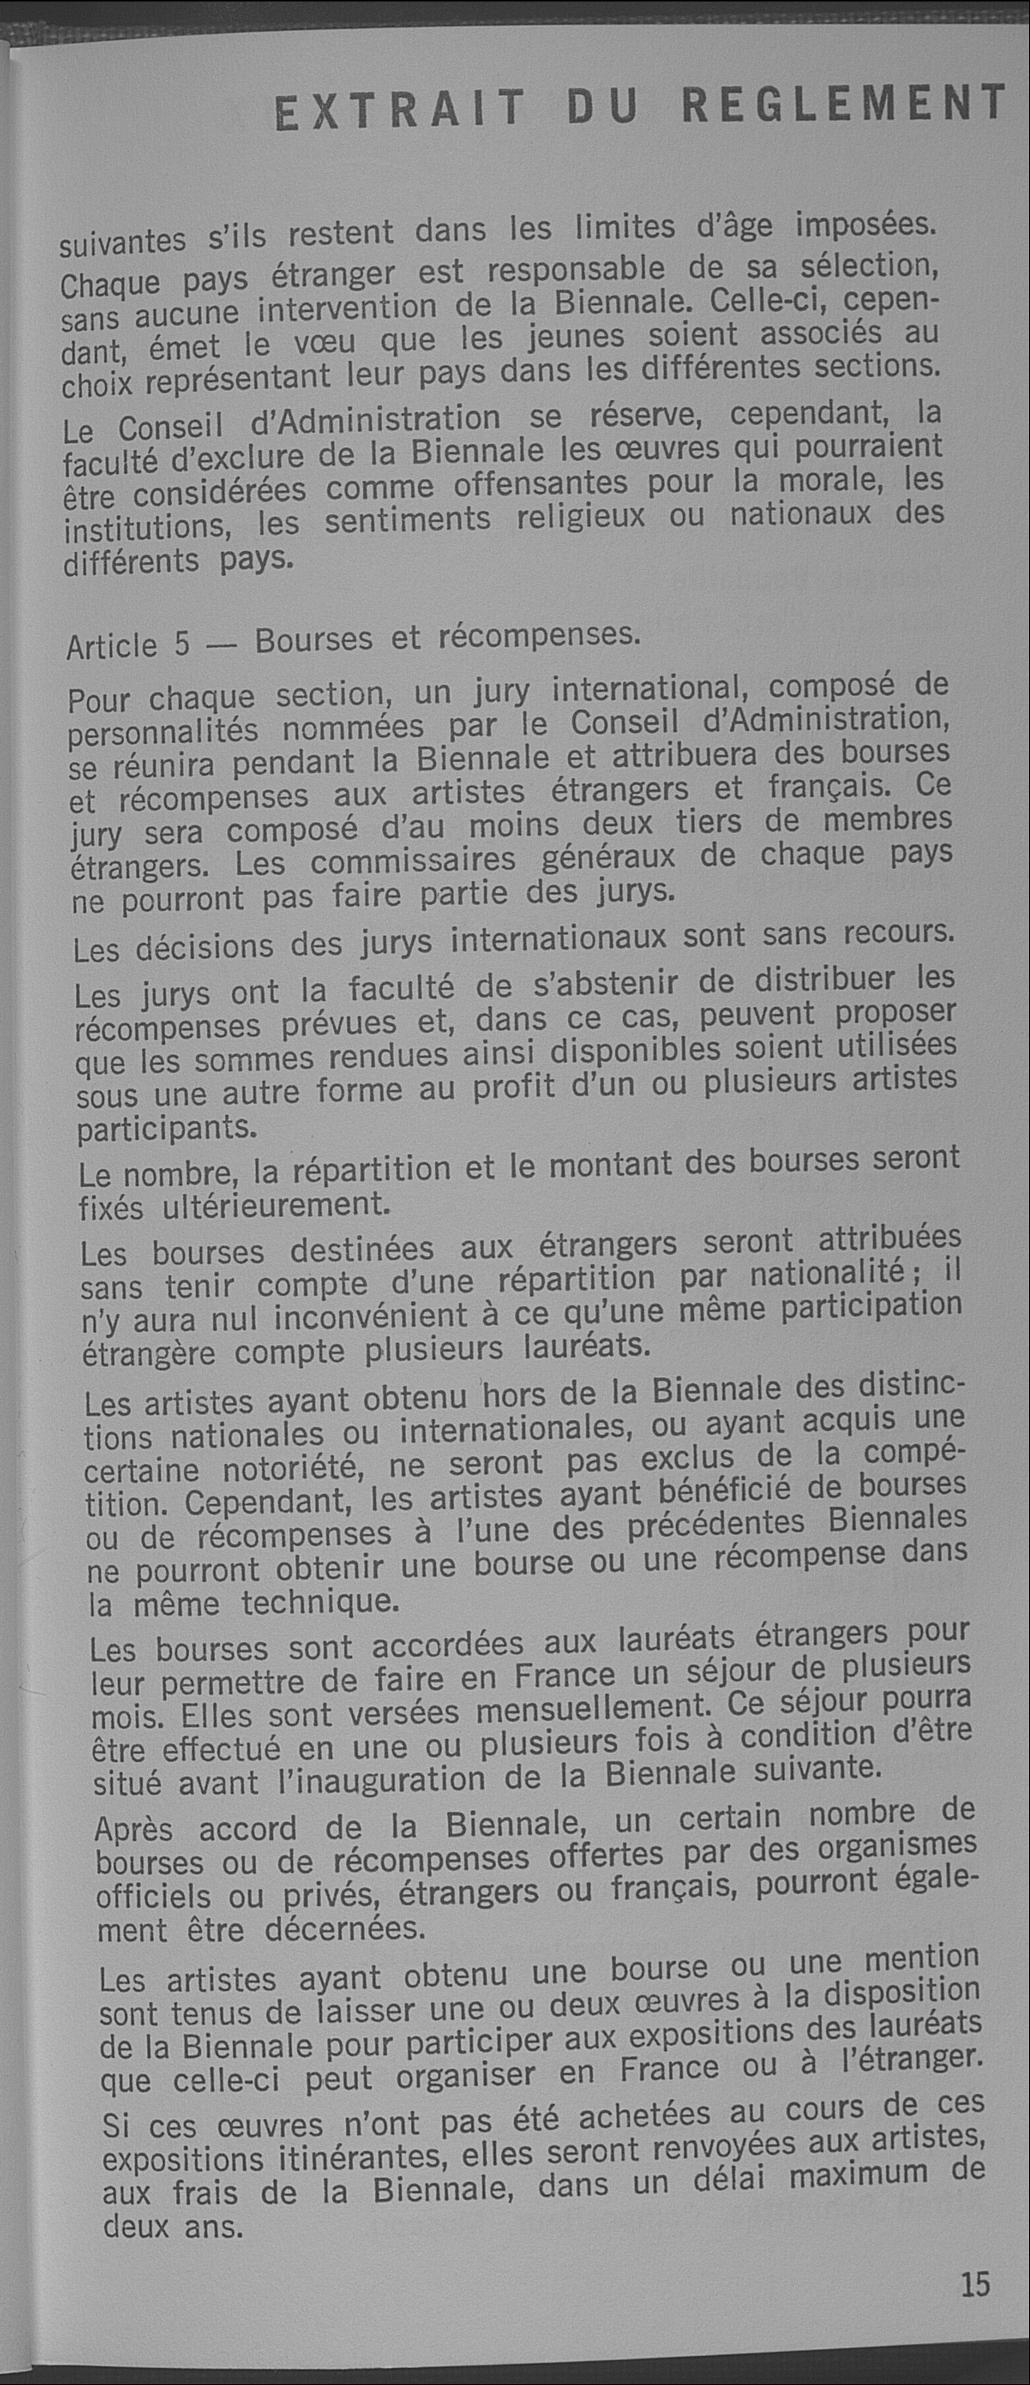 EXTRAIT DU REGLEMENT
suivantes s'ils restent dans les limites d'âge imposées.
Chaque pays étranger est responsable de sa sélection,
sans aucune intervention de la Biennale. Celle-ci, cepen-
dant, émet le vœu que les jeunes soient associés au
choix représentant leur pays dans les différentes sections.
Le Conseil d'Administration se réserve, cependant, la
faculté d'exclure de la Biennale les œuvres qui pourraient
être considérées comme offensantes pour la morale, les
institutions, les sentiments religieux ou nationaux des
différents pays.
Article 5 — Bourses et récompenses.
Pour chaque section, un jury international, composé de
personnalités nommées par le Conseil d'Administration,
se réunira pendant la Biennale et attribuera des bourses
et récompenses aux artistes étrangers et français. Ce
jury sera composé d'au moins deux tiers de membres
étrangers. Les commissaires généraux de chaque pays
ne pourront pas faire partie des jurys.
Les décisions des jurys internationaux sont sans recours.
Les jurys ont la faculté de s'abstenir de distribuer les
récompenses prévues et, dans ce cas, peuvent proposer
que les sommes rendues ainsi disponibles soient utilisées
sous une autre forme au profit d'un ou plusieurs artistes
participants.
Le nombre, la répartition et le montant des bourses seront
fixés ultérieurement.
Les bourses destinées aux étrangers seront attribuées
sans tenir compte d'une répartition par nationalité ; il
n'y aura nul inconvénient à ce qu'une même participation
étrangère compte plusieurs lauréats.
Les artistes ayant obtenu hors de la Biennale des distinc-
tions nationales ou internationales, ou ayant acquis une
certaine notoriété, ne seront pas exclus de la compé-
tition. Cependant, les artistes ayant bénéficié de bourses
ou de récompenses à l'une des précédentes Biennales
ne pourront obtenir une bourse ou une récompense dans
la même technique.
Les bourses sont accordées aux lauréats étrangers pour
leur permettre de faire en France un séjour de plusieurs
mois. Elles sont versées mensuellement. Ce séjour pourra
être effectué en une ou plusieurs fois à condition d'être
situé avant l'inauguration de la Biennale suivante.
Après accord de la Biennale, un certain nombre de
bourses ou de récompenses offertes par des organismes
officiels ou privés, étrangers ou français, pourront égale-
ment être décernées.
Les artistes ayant obtenu une bourse ou une mention
sont tenus de laisser une ou deux œuvres à la disposition
de la Biennale pour participer aux expositions des lauréats
que celle-ci peut organiser en France ou à l'étranger.
Si ces œuvres n'ont pas été achetées au cours de ces
expositions itinérantes, elles seront renvoyées aux artistes,
aux frais de la Biennale, dans un délai maximum de
deux ans.
15